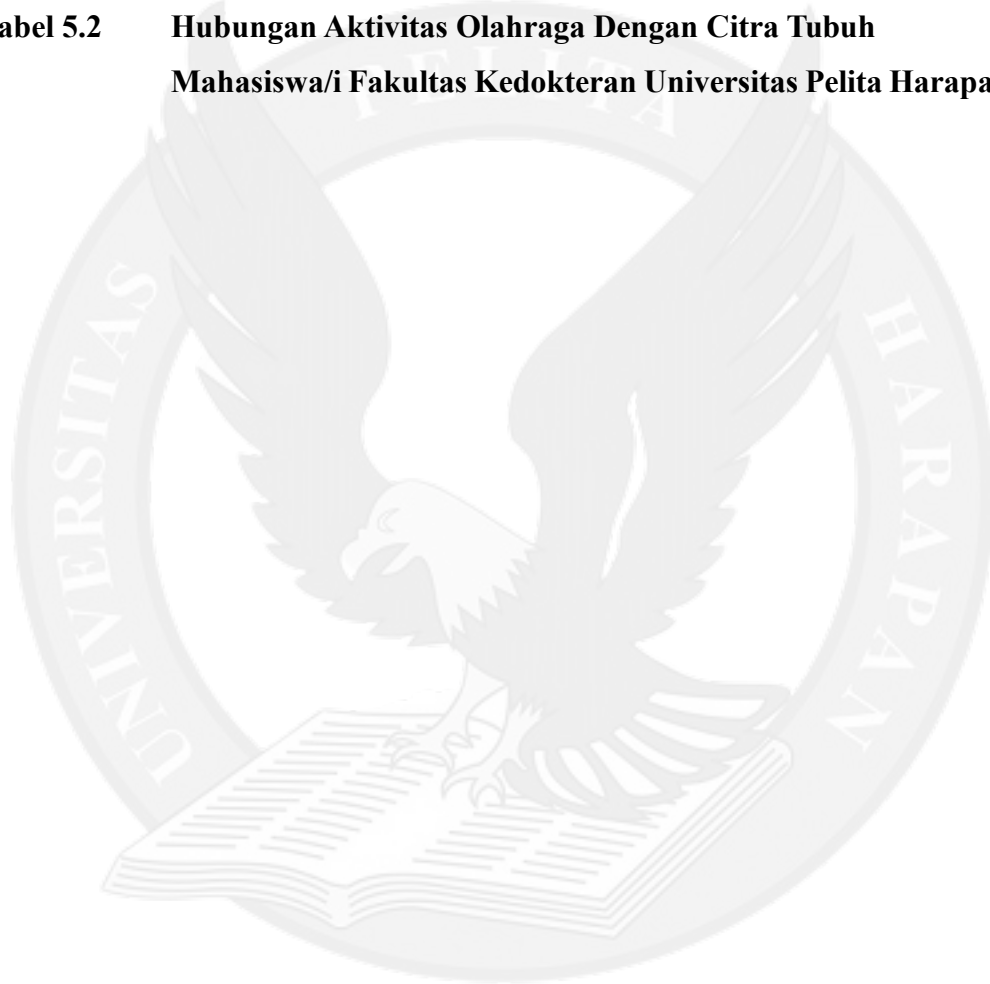 abel 5.2 Hubungan Aktivitas Olahraga Dengan Citra Tubuh
Mahasiswa/i Fakultas Kedokteran Universitas Pelita Harapa
UNIVERSITAS PELITA HARAPAN